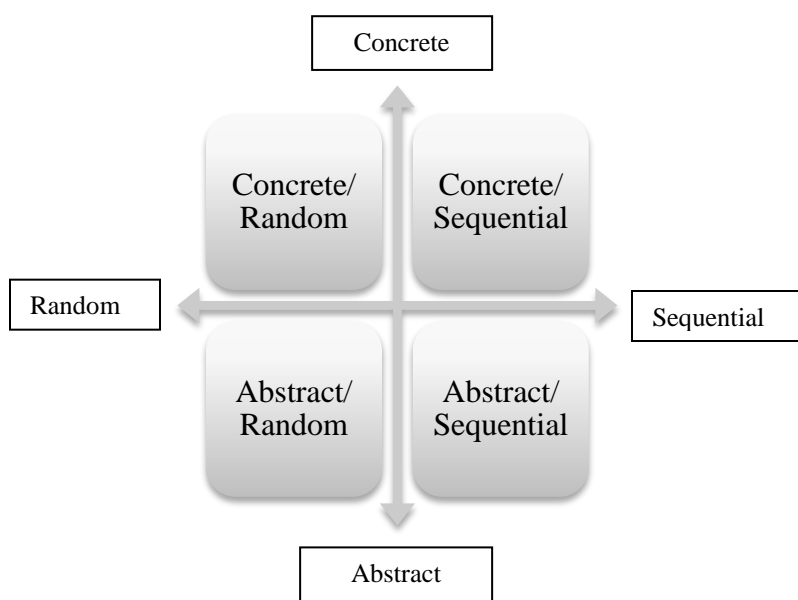 Concrete
Concrete/
Random
Concrete/
Sequential
Random
Sequential
Abstract/
Random
Abstract/
Sequential
Abstract